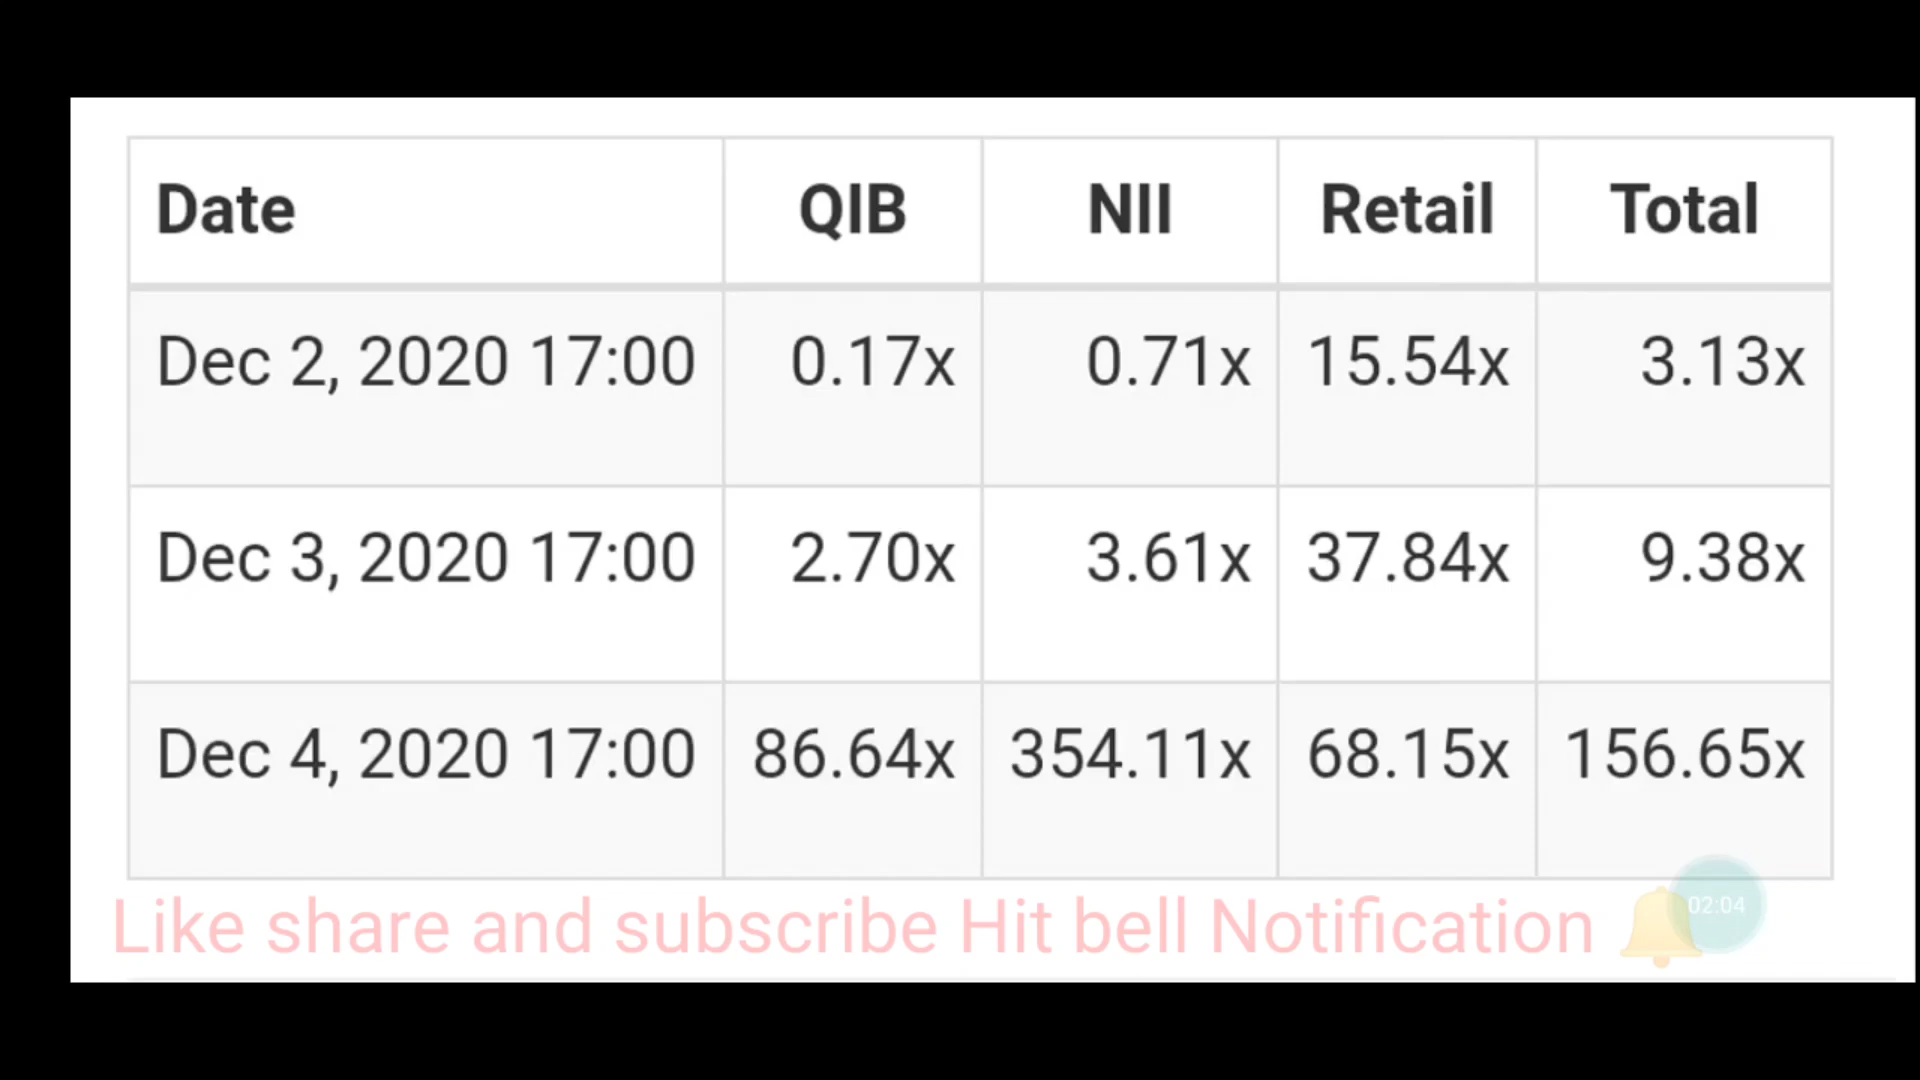 Date QIB NII Retail Total
Dec 2, 2020 17:00 0.17x 0.71x 15.54x 3.13x
Dec 3, 2020 17:00 2.70x 3.61x 37.84x 9.38x
Dec 4, 2020 17:00 86.64x 354.11x 68.15x 156.65x
Like share and subscribe Hit bell Notification 🔔 02:04